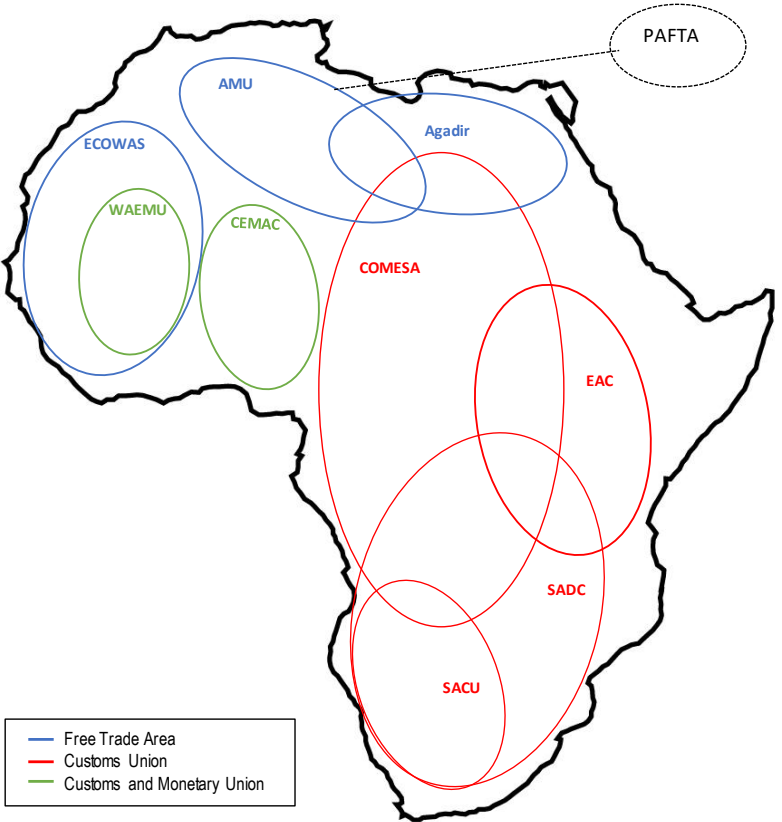 PAFTA
AMU
Agadir
ECOWAS
WAEMU
CEMAC
COMESA
EAC
SADC
SACU
Free Trade Area
Customs Union
Customs and Monetary Union